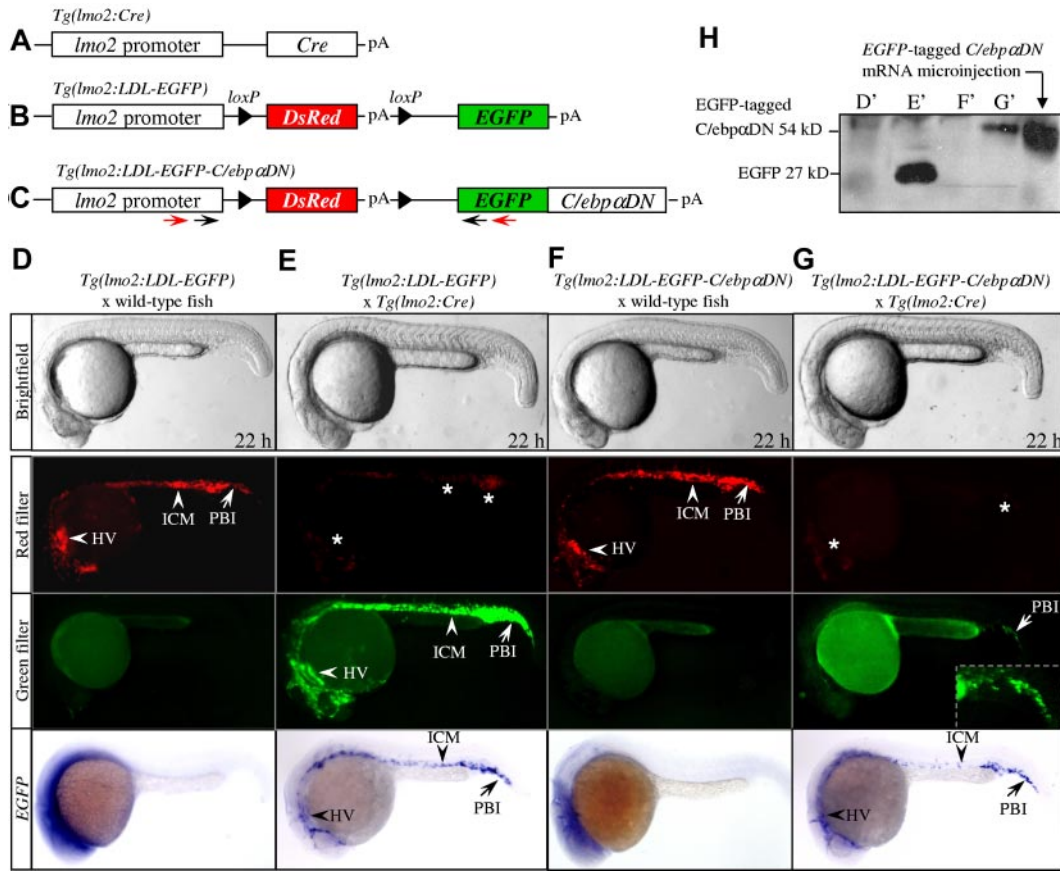 A
Tg(lmo2:Cre)
lmo2 promoter
Cre
pA
B
Tg(lmo2:LDL-EGFP)
lmo2 promoter
loxP
DsRed
pA
loxP
EGFP
pA
C
Tg(lmo2:LDL-EGFP-C/ebpαDN)
lmo2 promoter
DsRed
pA
EGFP
C/ebpαDN
pA
H
EGFP-tagged C/ebpαDN
mRNA microinjection
EGFP-tagged
C/ebpαDN 54 kD
EGFP 27 kD
D’ E’ F’ G’
D
Tg(lmo2:LDL-EGFP)
x wild-type fish
E
Tg(lmo2:LDL-EGFP)
x Tg(lmo2:Cre)
F
Tg(lmo2:LDL-EGFP-C/ebpαDN)
x wild-type fish
G
Tg(lmo2:LDL-EGFP-C/ebpαDN)
x Tg(lmo2:Cre)
Brightfield
22 h
22 h
22 h
22 h
Red filter
HV
ICM
PBI
*
*
*
HV
ICM
PBI
*
*
Green filter
HV
ICM
PBI
PBI
EGFP
HV
ICM
PBI
HV
ICM
PBI